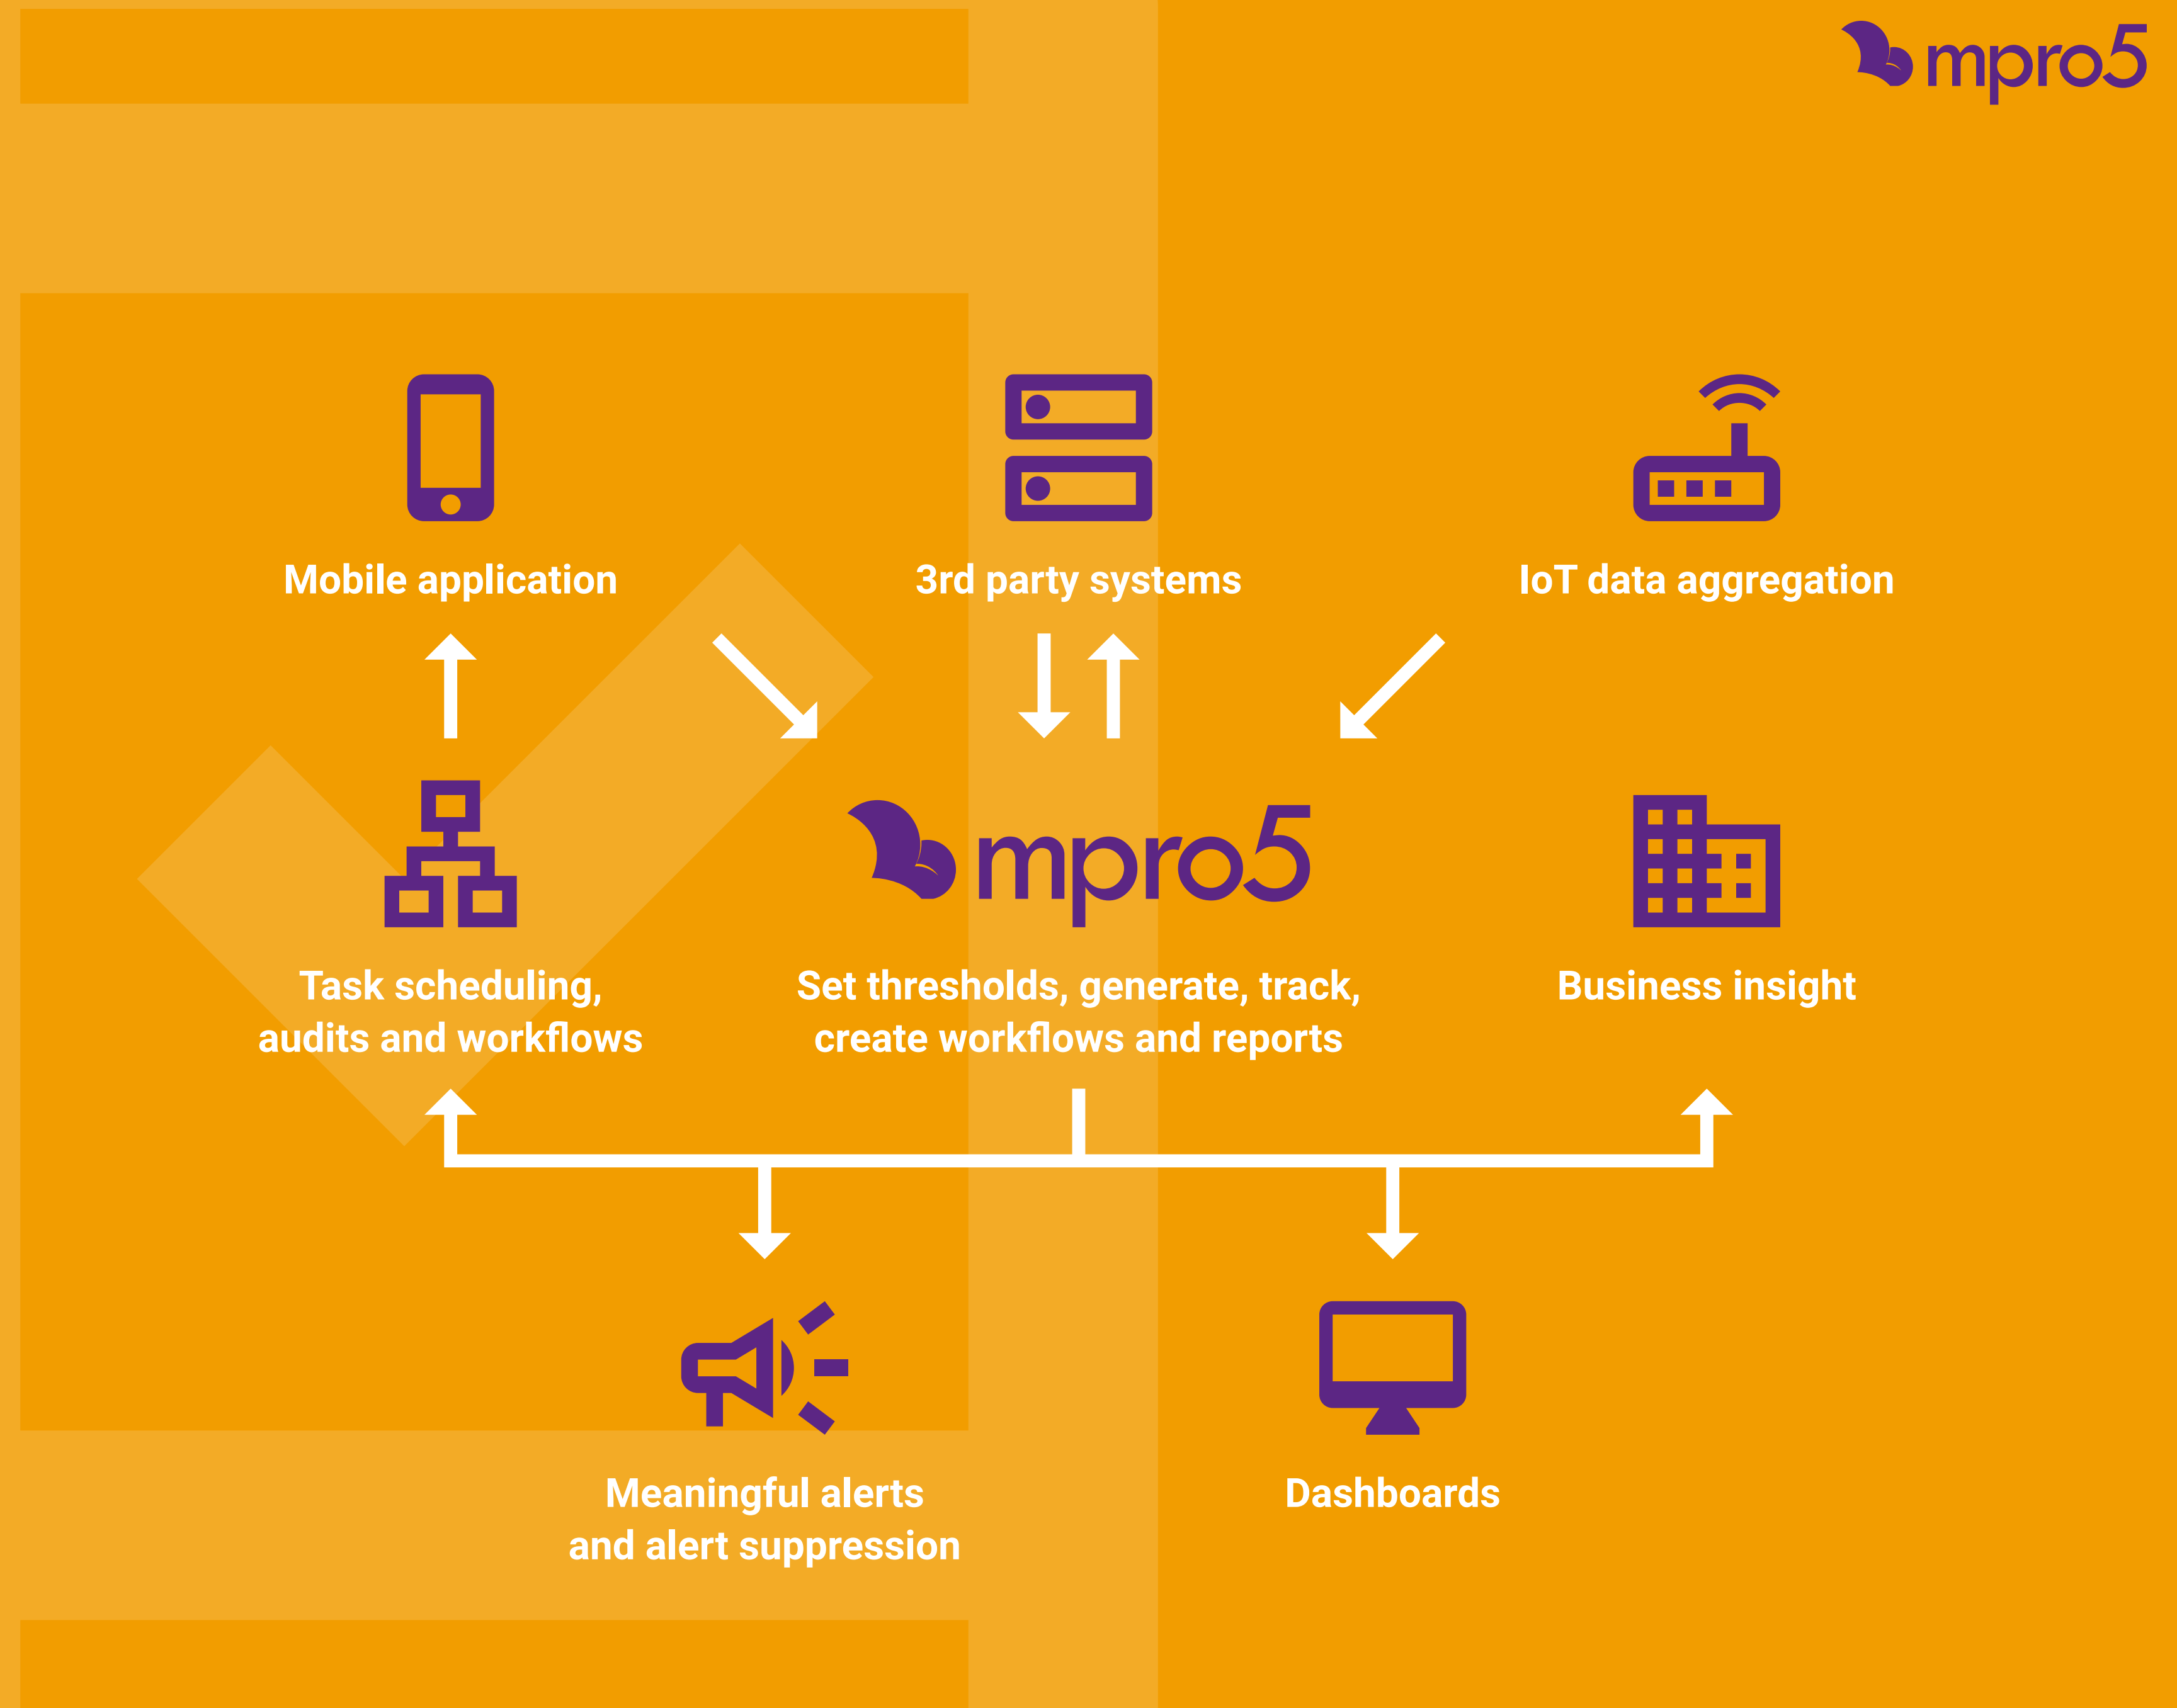 mpro5
Mobile application
3rd party systems
IoT data aggregation
mpro5
Task scheduling,
audits and workflows
Set thresholds, generate, track,
create workflows and reports
Business insight
Meaningful alerts
and alert suppression
Dashboards